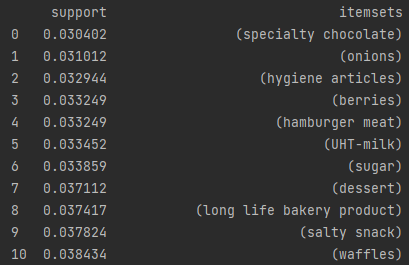 support itemsets
0 0.030402 (specialty chocolate)
1 0.031012 (onions)
2 0.032944 (hygiene articles)
3 0.033249 (berries)
4 0.033249 (hamburger meat)
5 0.033452 (UHT-milk)
6 0.033859 (sugar)
7 0.037112 (dessert)
8 0.037417 (long life bakery product)
9 0.037824 (salty snack)
10 0.038434 (waffles)